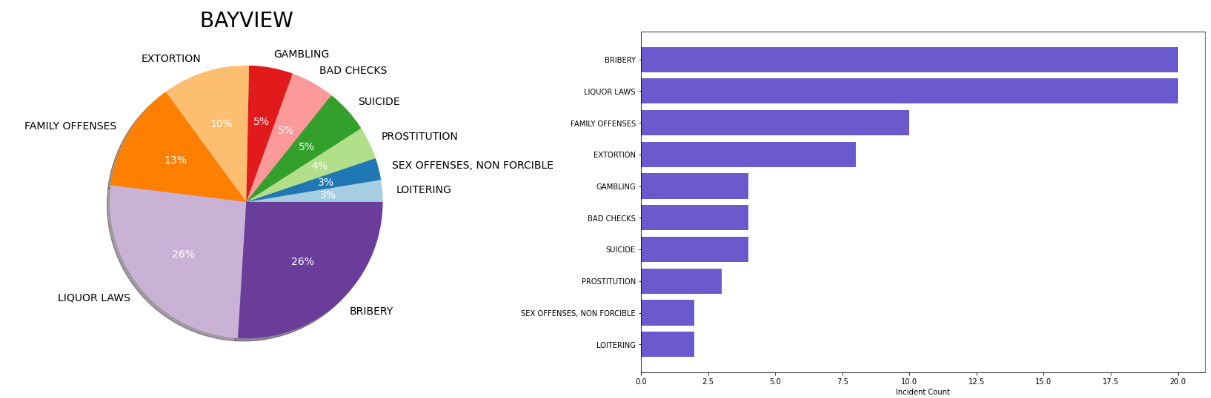 BAYVIEW
GAMBLING
EXTORTION
BAD CHECKS
SUICIDE
FAMILY OFFENSES
PROSTITUTION
SEX OFFENSES, NON FORCIBLE
LOITERING
LIQUOR LAWS
BRIBERY
5%
10%
5%
5%
13%
4%
3%
3%
26%
26%
BRIBERY
LIQUOR LAWS
FAMILY OFFENSES
EXTORTION
GAMBLING
BAD CHECKS
SUICIDE
PROSTITUTION
SEX OFFENSES, NON FORCIBLE
LOITERING
0.0 2.5 5.0 7.5 10.0 12.5 15.0 17.5 20.0
Incident Count